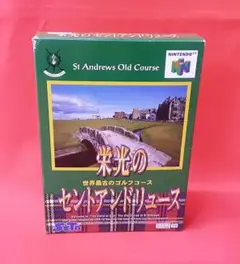 St Andrews Old Course
NINTENDO64
栄光の
世界最古のゴルフコース
セントアンドリュース
Seta